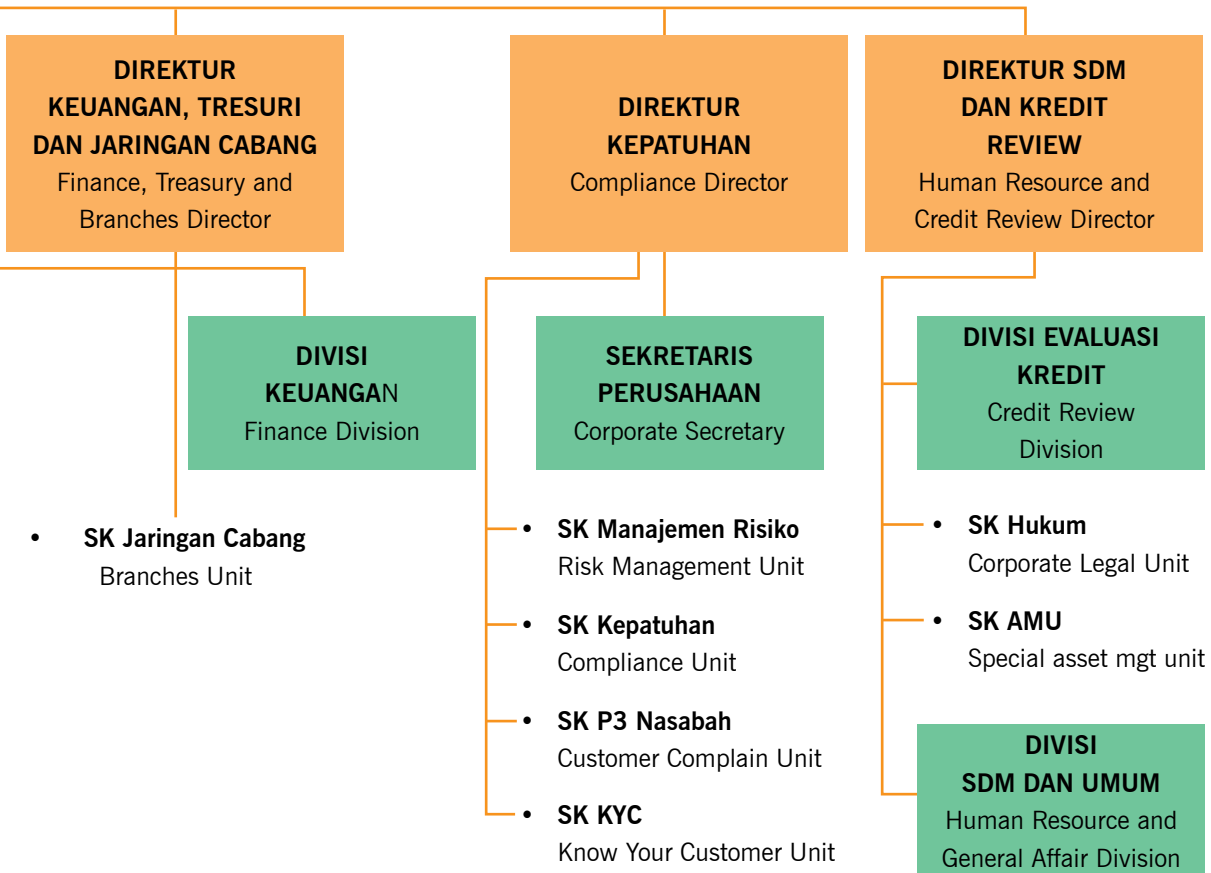 DIREKTUR
KEUANGAN, TRESURI
DAN JARINGAN CABANG
Finance, Treasury and
Branches Director
DIREKTUR
KEPATUHAN
Compliance Director
DIREKTUR SDM
DAN KREDIT
REVIEW
Human Resource and
Credit Review Director
DIVISI
KEUANGAN
Finance Division
SEKRETARIS
PERUSAHAAN
Corporate Secretary
DIVISI EVALUASI
KREDIT
Credit Review
Division
• SK Jaringan Cabang
Branches Unit
• SK Manajemen Risiko
Risk Management Unit
• SK Kepatuhan
Compliance Unit
• SK P3 Nasabah
Customer Complain Unit
• SK KYC
Know Your Customer Unit
• SK Hukum
Corporate Legal Unit
• SK AMU
Special asset mgt unit
DIVISI
SDM DAN UMUM
Human Resource and
General Affair Division